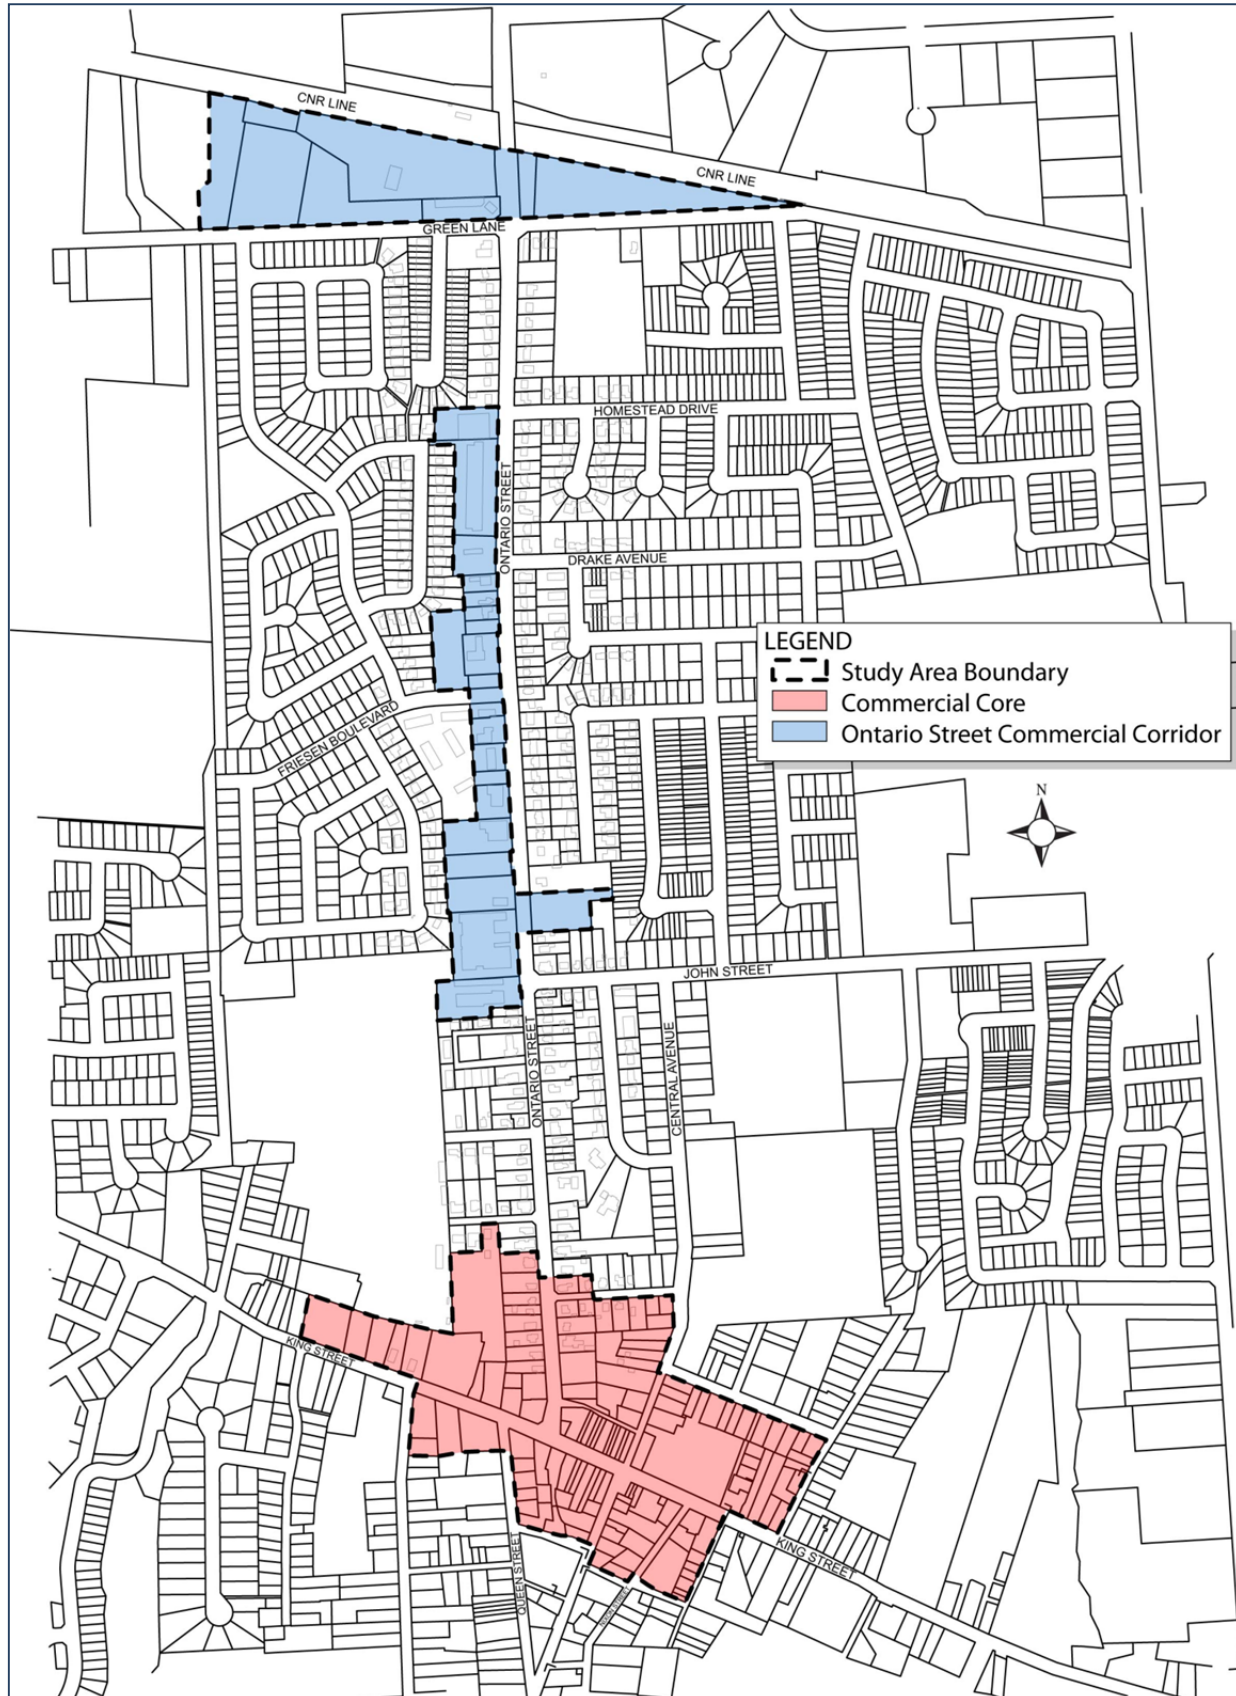 CNR LINE
CNR LINE
GREEN LANE
HOMESTEAD DRIVE
ONTARIO STREET
DRAKE AVENUE
LEGEND
Study Area Boundary
Commercial Core
Ontario Street Commercial Corridor
FRIESEN BOULEVARD
N
JOHN STREET
ONTARIO STREET
CENTRAL AVENUE
KING STREET
KING STREET
QUEEN STREET